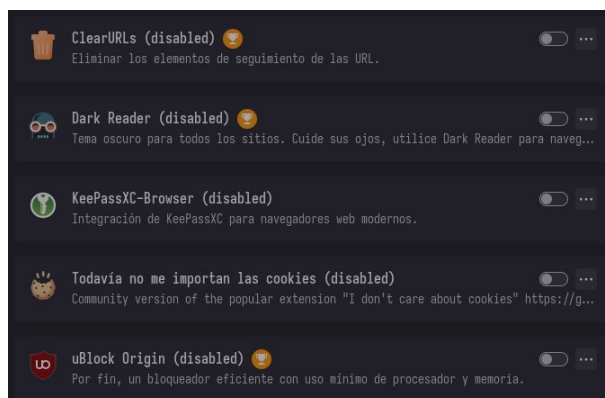 ClearURLs (disabled)
Eliminar los elementos de seguimiento de las URL.
Dark Reader (disabled)
Tema oscuro para todos los sitios. Cuide sus ojos, utilice Dark Reader para naveg...
KeePassXC-Browser (disabled)
Integración de KeePassXC para navegadores web modernos.
Todavía no me importan las cookies (disabled)
Community version of the popular extension "I don't care about cookies" https://g...
uBlock Origin (disabled)
Por fin, un bloqueador eficiente con uso mínimo de procesador y memoria.